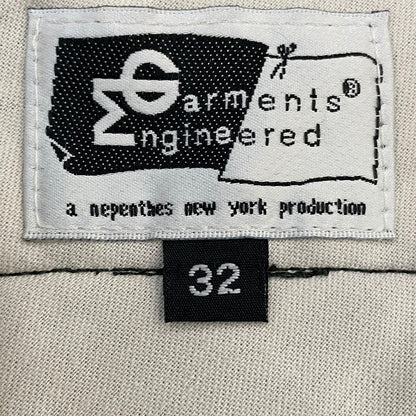 Garments®
Engineered
a nepenthes new york production
32